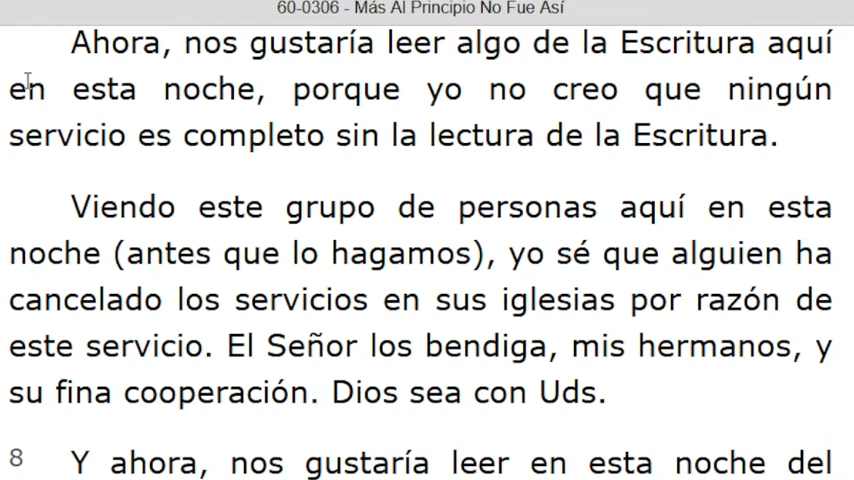 60-0306 - Más Al Principio No Fue Así
Ahora, nos gustaría leer algo de la Escritura aquí
en esta noche, porque yo no creo que ningún
servicio es completo sin la lectura de la Escritura.
Viendo este grupo de personas aquí en esta
noche (antes que lo hagamos), yo sé que alguien ha
cancelado los servicios en sus iglesias por razón de
este servicio. El Señor los bendiga, mis hermanos, y
su fina cooperación. Dios sea con Uds.
8 Y ahora, nos gustaría leer en esta noche del